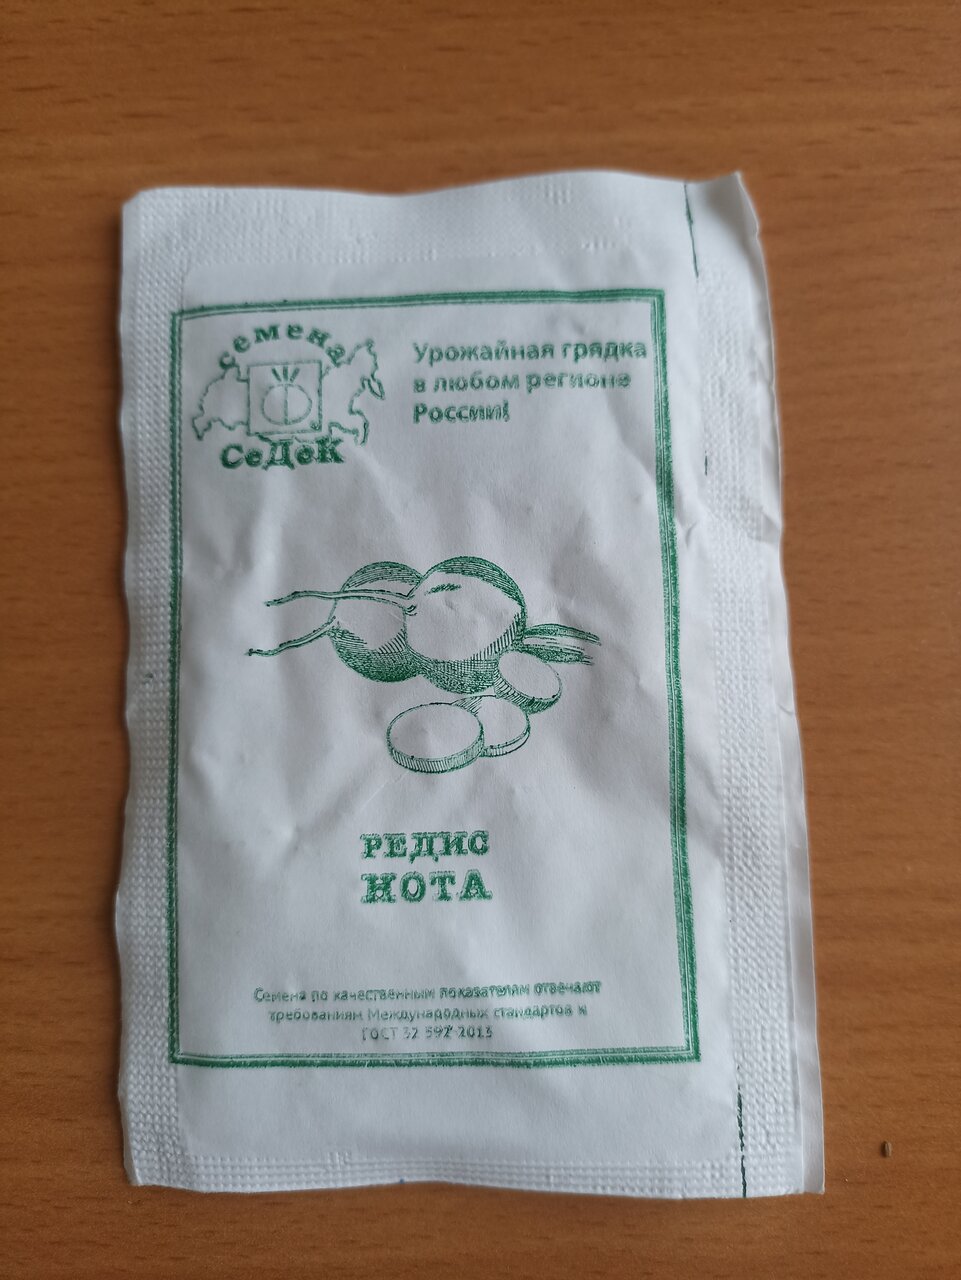 семена
СеДеК
Урожайная грядка
в любом регионе
России!
РЕДИС
НОТА
Семена по качественным показателям отвечают
требованиям Международных стандартов и
ГОСТ 32 592-2013